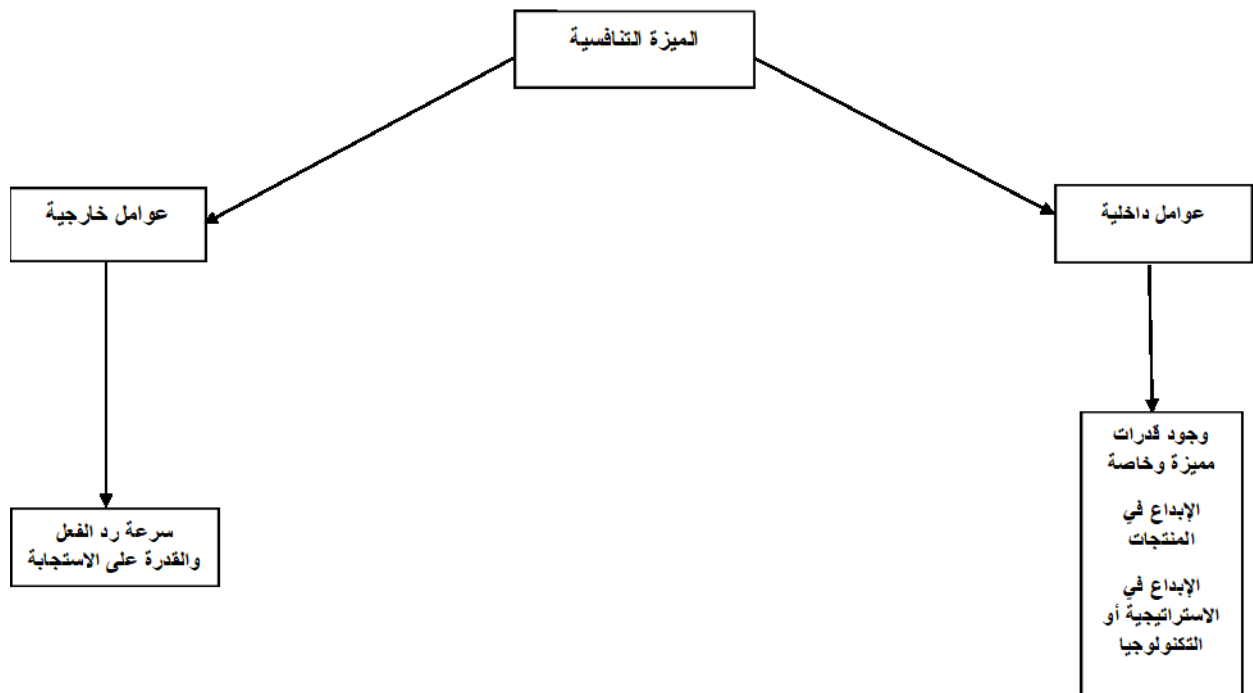 الميزة التنافسية
عوامل داخلية
عوامل خارجية
وجود قدرات
مميزة وخاصة
الإبداع في
المنتجات
الإبداع في
الاستراتيجية أو
التكنولوجيا
سرعة رد الفعل
والقدرة على الاستجابة